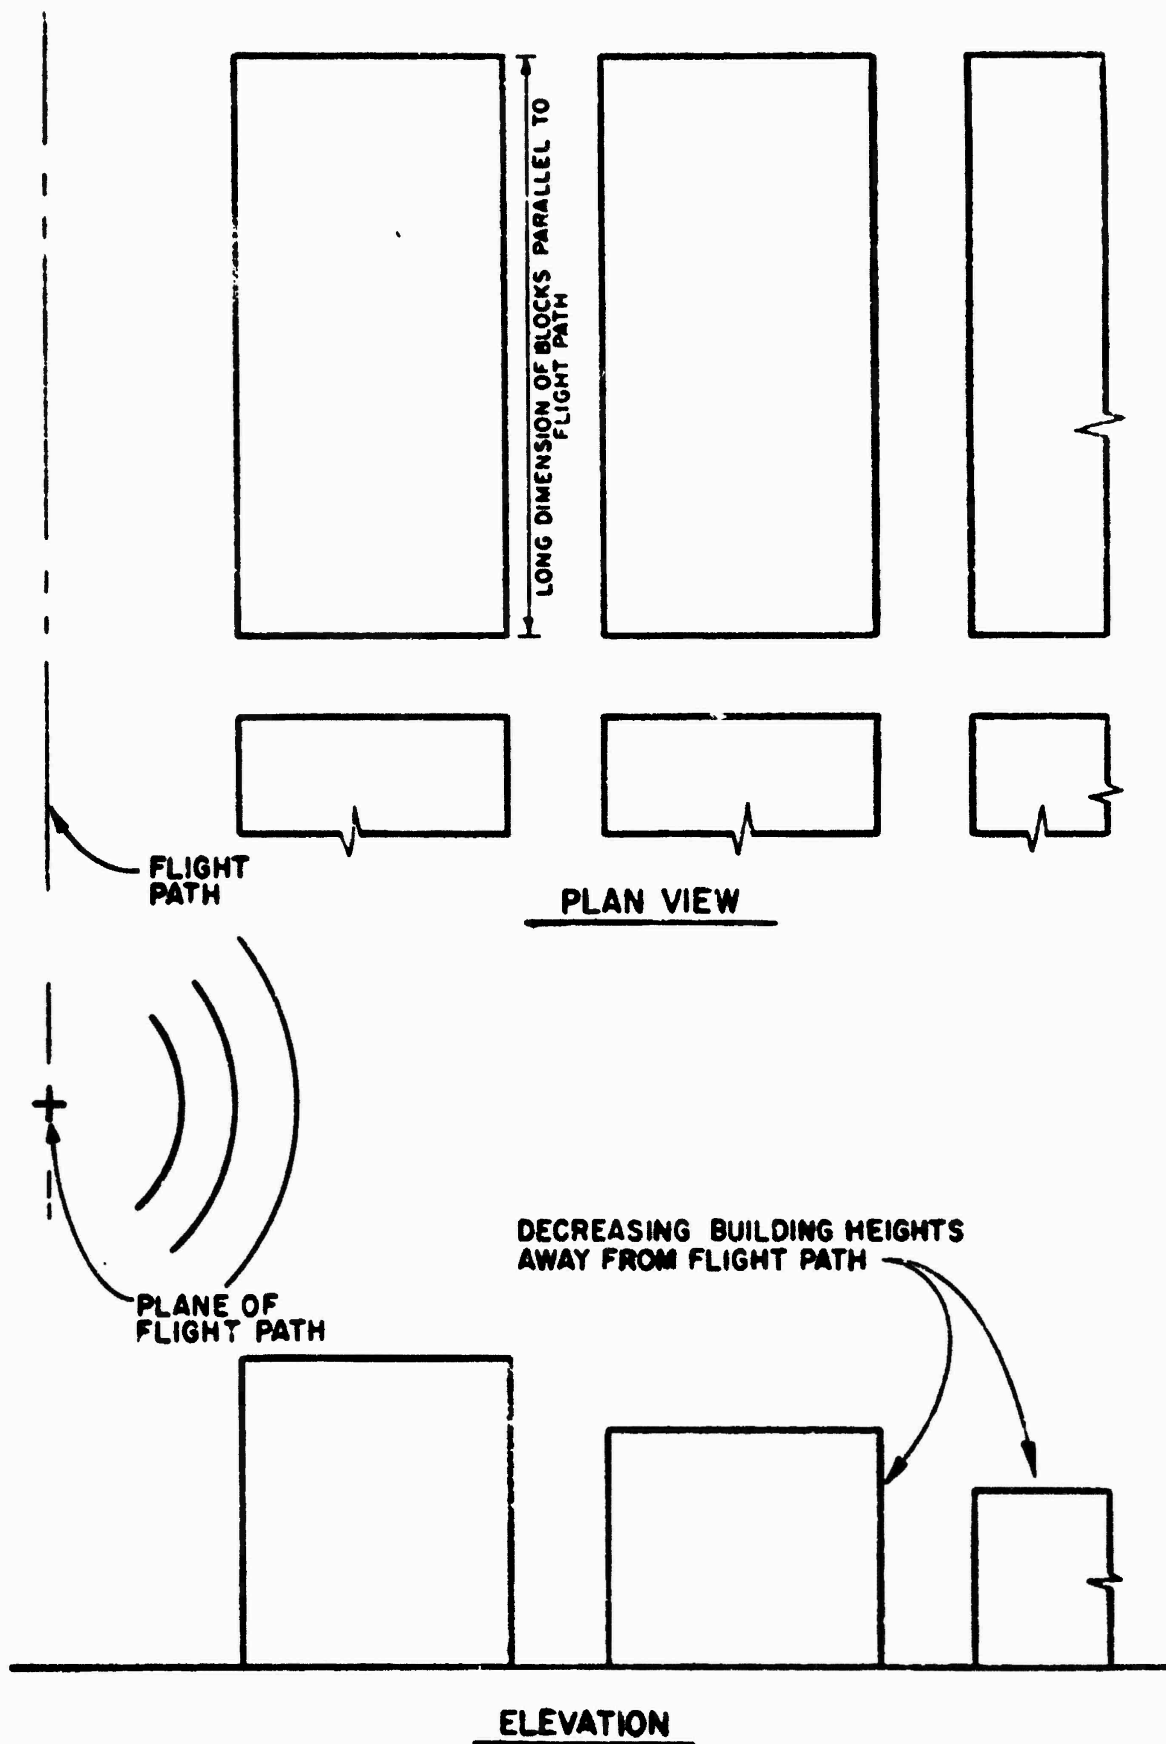 LONG DIMENSION OF BLOCKS PARALLEL TO
FLIGHT PATH
FLIGHT
PATH
PLAN VIEW
DECREASING BUILDING HEIGHTS
AWAY FROM FLIGHT PATH
PLANE OF
FLIGHT PATH
ELEVATION